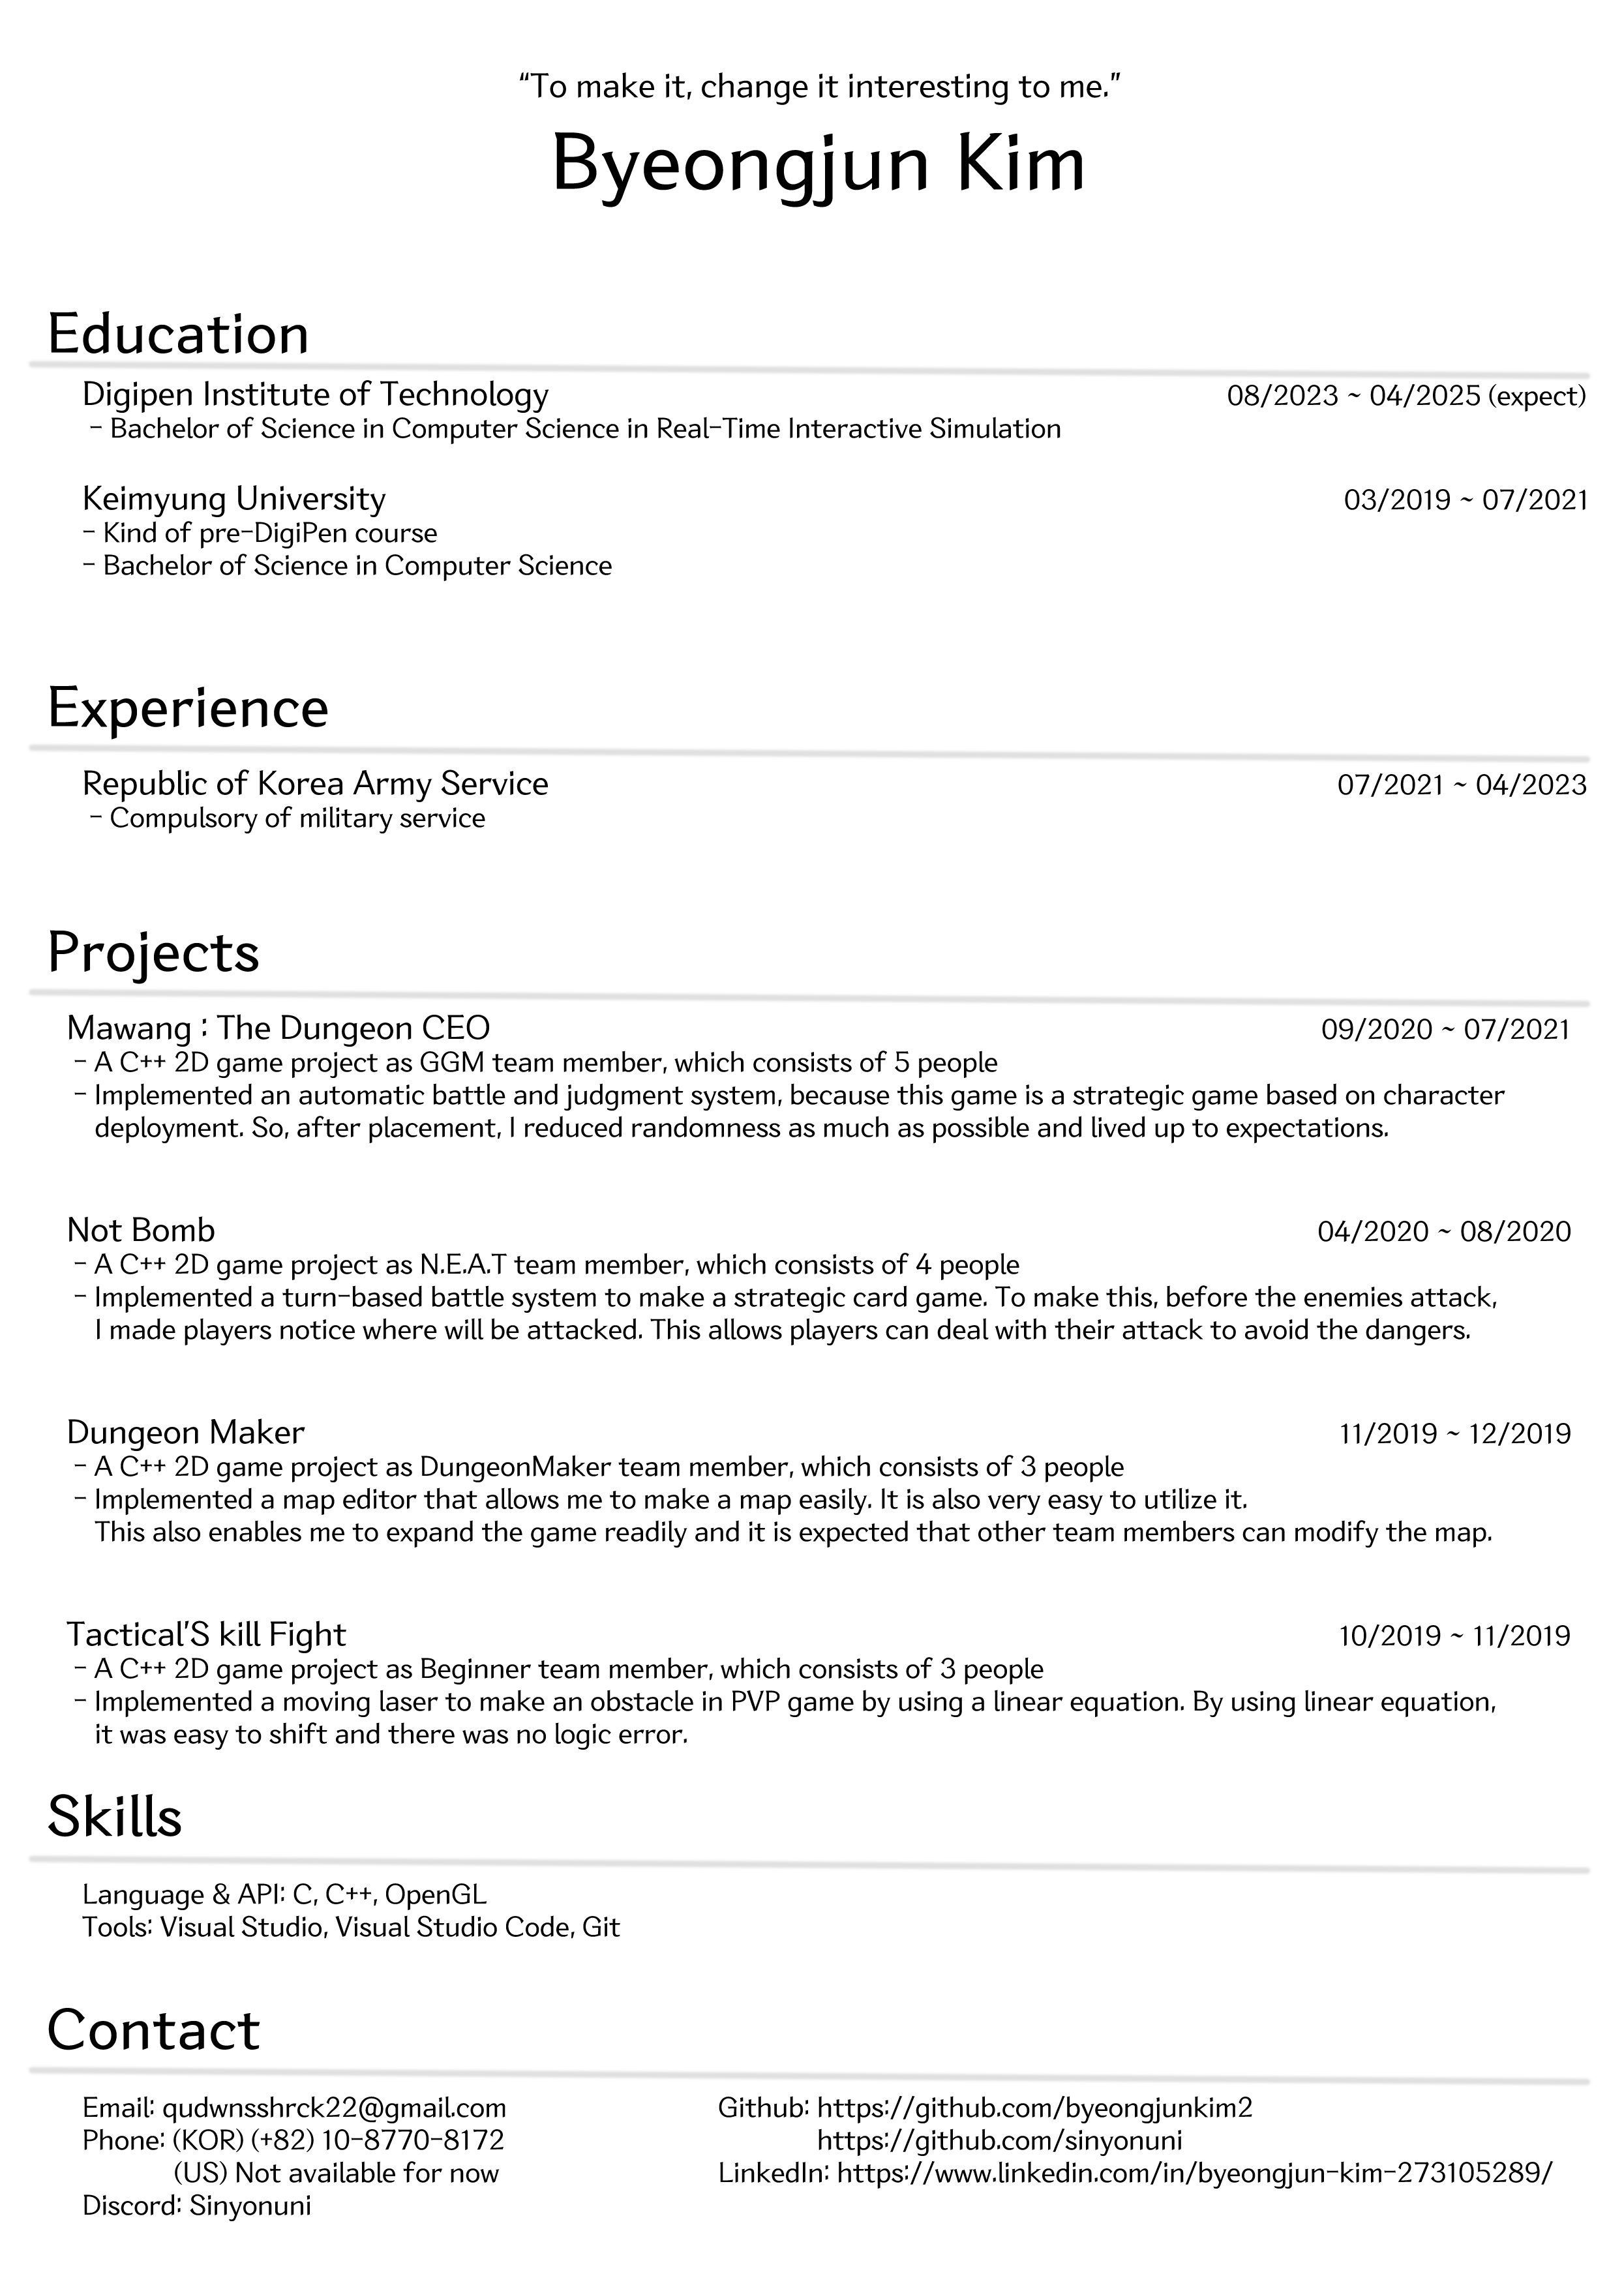 “To make it, change it interesting to me.”
Byeongjun Kim
Education
Digipen Institute of Technology 08/2023 ~ 04/2025 (expect)
- Bachelor of Science in Computer Science in Real-Time Interactive Simulation
Keimyung University 03/2019 ~ 07/2021
- Kind of pre-DigiPen course
- Bachelor of Science in Computer Science
Experience
Republic of Korea Army Service 07/2021 ~ 04/2023
- Compulsory of military service
Projects
Mawang : The Dungeon CEO 09/2020 ~ 07/2021
- A C++ 2D game project as GGM team member, which consists of 5 people
- Implemented an automatic battle and judgment system, because this game is a strategic game based on character
deployment. So, after placement, I reduced randomness as much as possible and lived up to expectations.
Not Bomb 04/2020 ~ 08/2020
- A C++ 2D game project as N.E.A.T team member, which consists of 4 people
- Implemented a turn-based battle system to make a strategic card game. To make this, before the enemies attack,
I made players notice where will be attacked. This allows players can deal with their attack to avoid the dangers.
Dungeon Maker 11/2019 ~ 12/2019
- A C++ 2D game project as DungeonMaker team member, which consists of 3 people
- Implemented a map editor that allows me to make a map easily. It is also very easy to utilize it.
This also enables me to expand the game readily and it is expected that other team members can modify the map.
Tactical'S kill Fight 10/2019 ~ 11/2019
- A C++ 2D game project as Beginner team member, which consists of 3 people
- Implemented a moving laser to make an obstacle in PVP game by using a linear equation. By using linear equation,
it was easy to shift and there was no logic error.
Skills
Language & API: C, C++, OpenGL
Tools: Visual Studio, Visual Studio Code, Git
Contact
Email: qudwnsshrck22@gmail.com Github: https://github.com/byeongjunkim2
Phone: (KOR) (+82) 10-8770-8172 https://github.com/sinyonuni
(US) Not available for now LinkedIn: https://www.linkedin.com/in/byeongjun-kim-273105289/
Discord: Sinyonuni